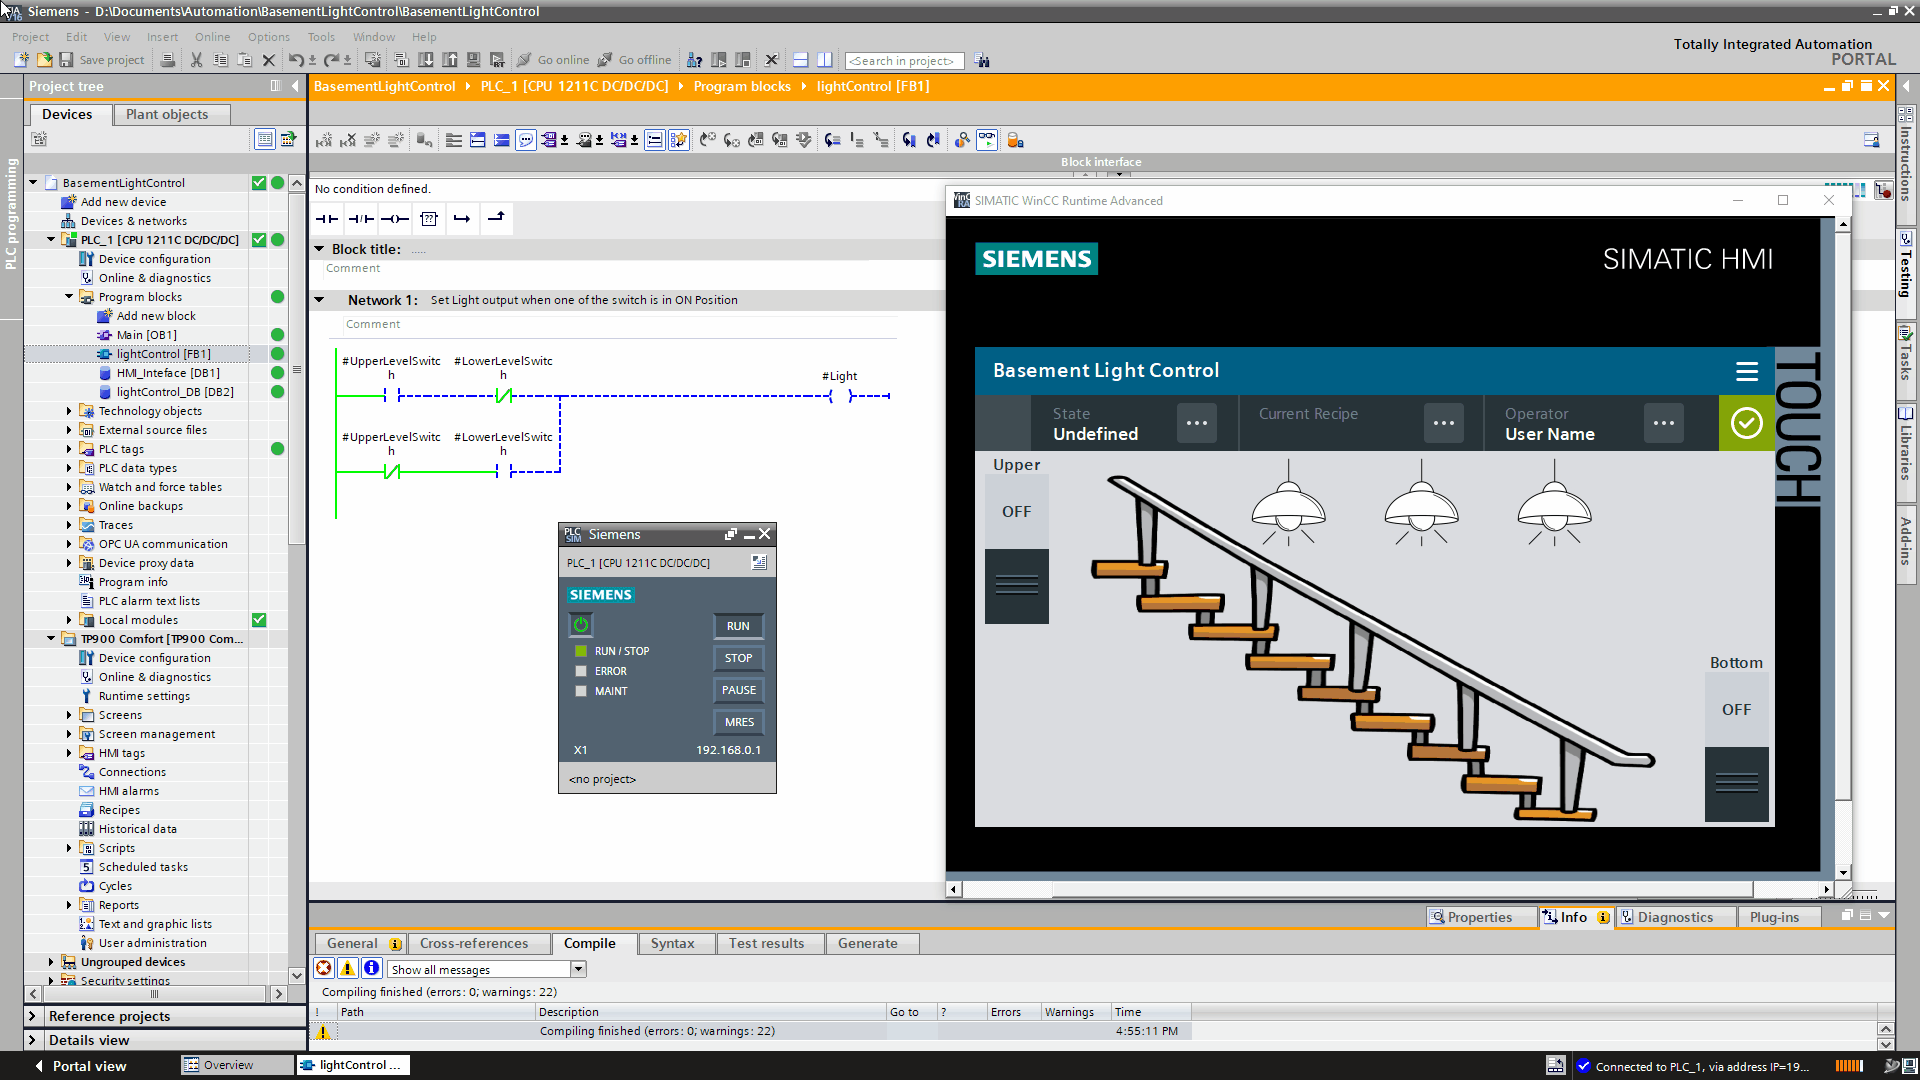 Siemens - D:\Documents\Automation\BasementLightControl\BasementLightControl
Project Edit View Insert Online Options Tools Window Help
Save project
Go online
Go offline
<Search in project>
Totally Integrated Automation
PORTAL
Project tree
BasementLightControl
PLC_1 [CPU 1211C DC/DC/DC]
Program blocks
lightControl [FB1]
Devices
Plant objects
PLC programming
BasementLightControl
Add new device
Devices & networks
PLC_1 [CPU 1211C DC/DC/DC]
Device configuration
Online & diagnostics
Program blocks
Add new block
Main [OB1]
lightControl [FB1]
HMI_Inteface [DB1]
lightControl_DB [DB2]
Technology objects
External source files
PLC tags
PLC data types
Watch and force tables
Online backups
Traces
OPC UA communication
Device proxy data
Program info
PLC alarm text lists
Local modules
TP900 Comfort [TP900 Com...
Device configuration
Online & diagnostics
Runtime settings
Screens
Screen management
HMI tags
Connections
HMI alarms
Recipes
Historical data
Scripts
Scheduled tasks
Cycles
Reports
Text and graphic lists
User administration
Ungrouped devices
Security settings
Reference projects
Details view
Block interface
No condition defined.
??
Block title: .....
Comment
Network 1: Set Light output when one of the switch is in ON Position
Comment
#UpperLevelSwitc
h
#LowerLevelSwitc
h
#Light
#UpperLevelSwitc
h
#LowerLevelSwitc
h
PLC
SIM
Siemens
PLC_1 [CPU 1211C DC/DC/DC]
SIEMENS
RUN
RUN / STOP
STOP
ERROR
MAINT
PAUSE
MRES
X1
192.168.0.1
<no project>
SIMATIC WinCC Runtime Advanced
SIEMENS
SIMATIC HMI
TOUCH
Basement Light Control
State
Undefined
Current Recipe
Operator
User Name
Upper
OFF
Bottom
OFF
Instructions
Testing
Tasks
Libraries
Add-ins
Properties
Info
Diagnostics
Plug-ins
General
Cross-references
Compile
Syntax
Test results
Generate
Show all messages
Compiling finished (errors: 0; warnings: 22)
! Path Description Go to ? Errors Warnings Time
Compiling finished (errors: 0; warnings: 22) 4:55:11 PM
Portal view
Overview
lightControl ...
Connected to PLC_1, via address IP=19...